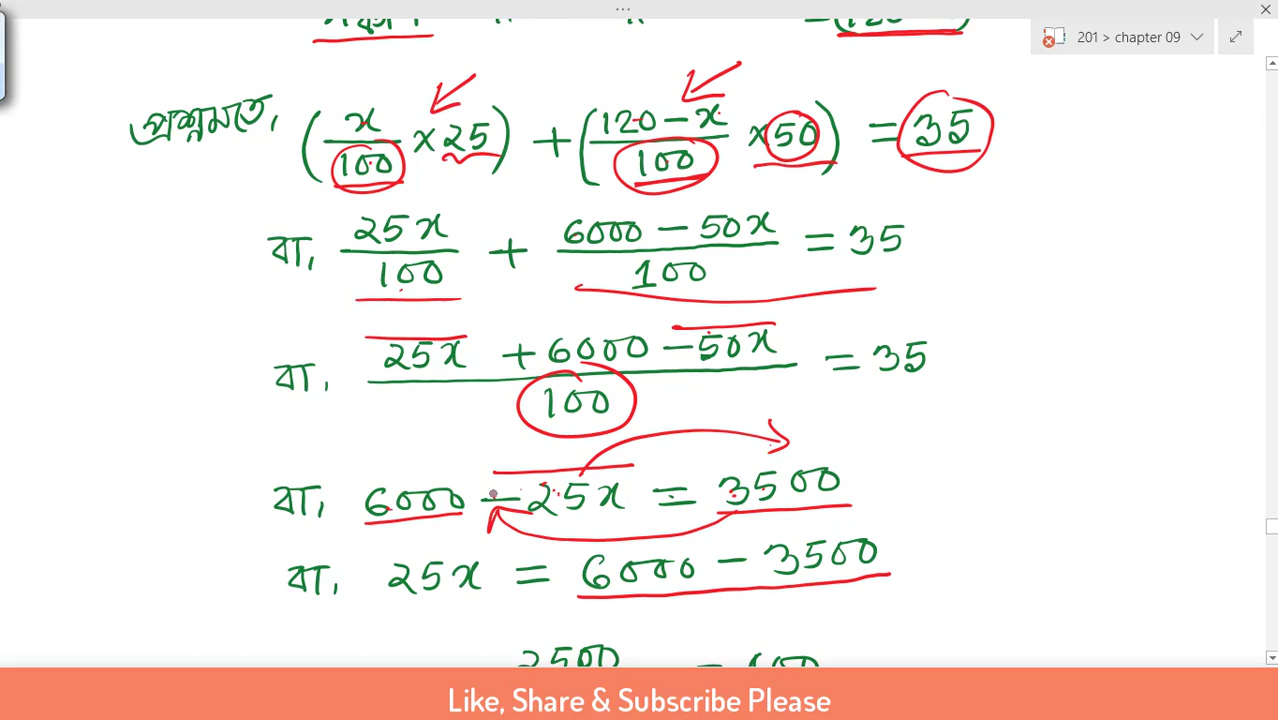 201 > chapter 09
প্রশ্নমতে, (x/100 × 25) + (120 − x/100 × 50) = 35
বা, 25x/100 + 6000 − 50x/100 = 35
বা, 25x + 6000 − 50x/100 = 35
বা, 6000 − 25x = 3500
বা, 25x = 6000 − 3500
Like, Share & Subscribe Please